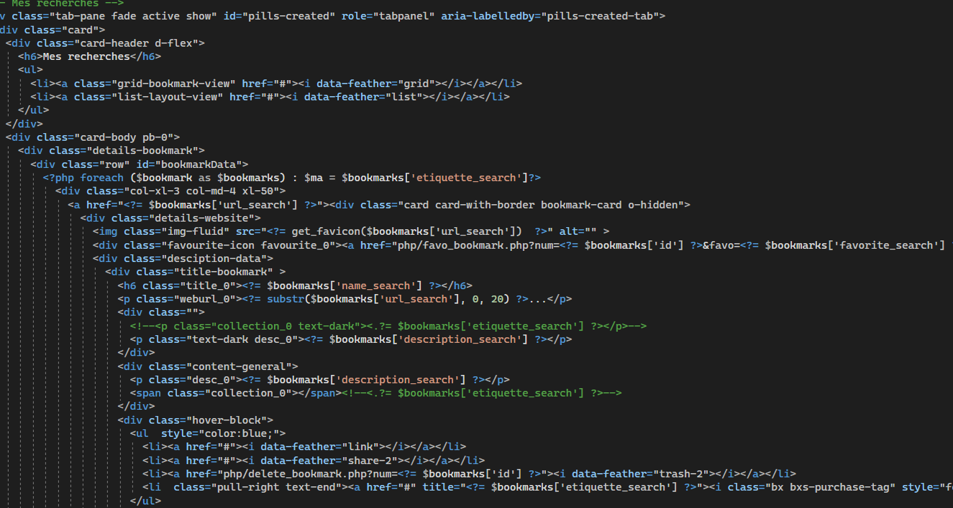 - Mes recherches -->
v class="tab-pane fade active show" id="pills-created" role="tabpanel" aria-labelledby="pills-created-tab">
div class="card">
<div class="card-header d-flex">
<h6>Mes recherches</h6>
<ul>
<li><a class="grid-bookmark-view" href="#"><i data-feather="grid"></i></a></li>
<li><a class="list-layout-view" href="#"><i data-feather="list"></i></a></li>
</ul>
</div>
<div class="card-body pb-0">
<div class="details-bookmark">
<div class="row" id="bookmarkData">
<?php foreach ($bookmark as $bookmarks) : $ma = $bookmarks['etiquette_search']?>
<div class="col-xl-3 col-md-4 xl-50">
<a href="<?= $bookmarks['url_search'] ?>"><div class="card card-with-border bookmark-card o-hidden">
<div class="details-website">
<img class="img-fluid" src="<?= get_favicon($bookmarks['url_search'])  ?>" alt="" >
<div class="favourite-icon favourite_0"><a href="php/favo_bookmark.php?num=<?= $bookmarks['id'] ?>&favo=<?= $bookmarks['favorite_search'] ?
<div class="desciption-data">
<div class="title-bookmark" >
<h6 class="title_0"><?= $bookmarks['name_search'] ?></h6>
<p class="weburl_0"><?= substr($bookmarks['url_search'], 0, 20) ?>...</p>
<div class="">
<!--<p class="collection_0 text-dark"><.?= $bookmarks['etiquette_search'] ?></p>-->
<p class="text-dark desc_0"><?= $bookmarks['description_search'] ?></p>
</div>
<div class="content-general">
<p class="desc_0"><?= $bookmarks['description_search'] ?></p>
<span class="collection_0"></span><!--<.?= $bookmarks['etiquette_search'] ?>-->
</div>
<div class="hover-block">
<ul  style="color:blue;">
<li><a href="#"><i data-feather="link"></i></a></li>
<li><a href="#"><i data-feather="share-2"></i></a></li>
<li><a href="php/delete_bookmark.php?num=<?= $bookmarks['id'] ?>"><i data-feather="trash-2"></i></a></li>
<li  class="pull-right text-end"><a href="#" title="<?= $bookmarks['etiquette_search'] ?>"><i class="bx bxs-purchase-tag" style="fo
</ul>